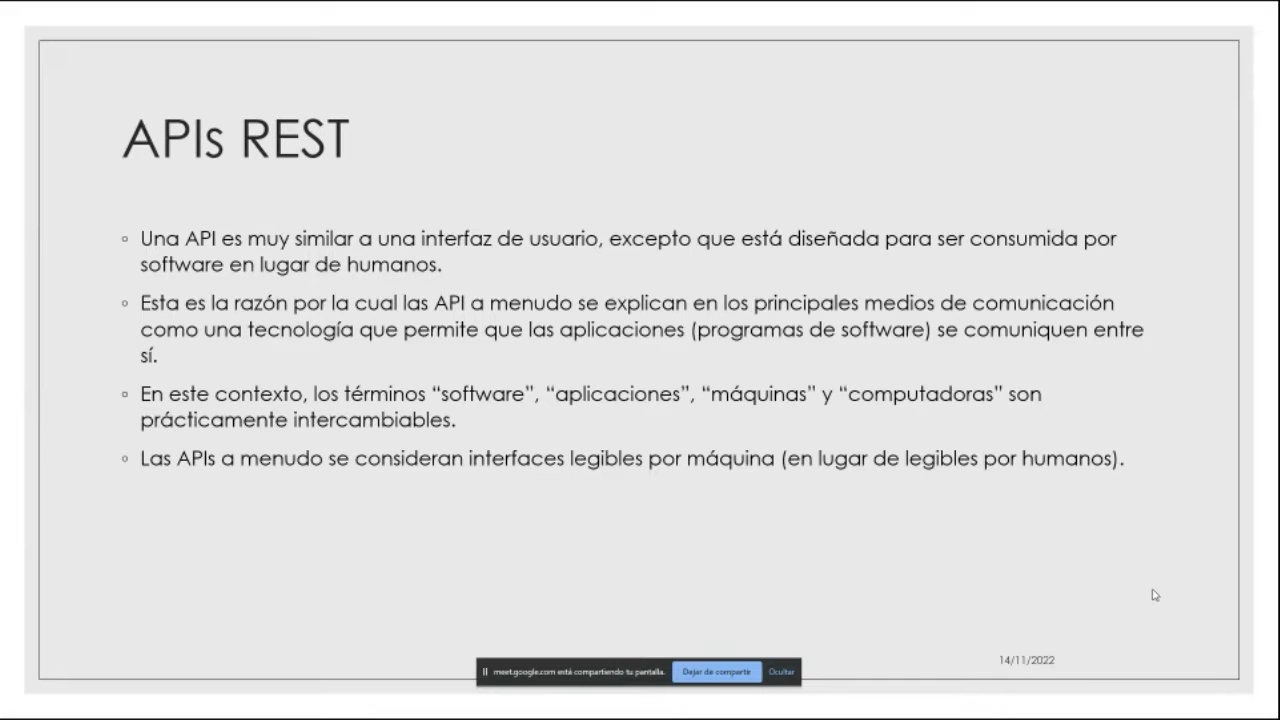 APIs REST
Una API es muy similar a una interfaz de usuario, excepto que está diseñada para ser consumida por
software en lugar de humanos.
Esta es la razón por la cual las API a menudo se explican en los principales medios de comunicación
como una tecnología que permite que las aplicaciones (programas de software) se comuniquen entre
sí.
En este contexto, los términos “software”, “aplicaciones”, “máquinas” y “computadoras” son
prácticamente intercambiables.
Las APIs a menudo se consideran interfaces legibles por máquina (en lugar de legibles por humanos).
14/11/2022
meet.google.com está compartiendo tu pantalla. Dejar de compartir Ocultar